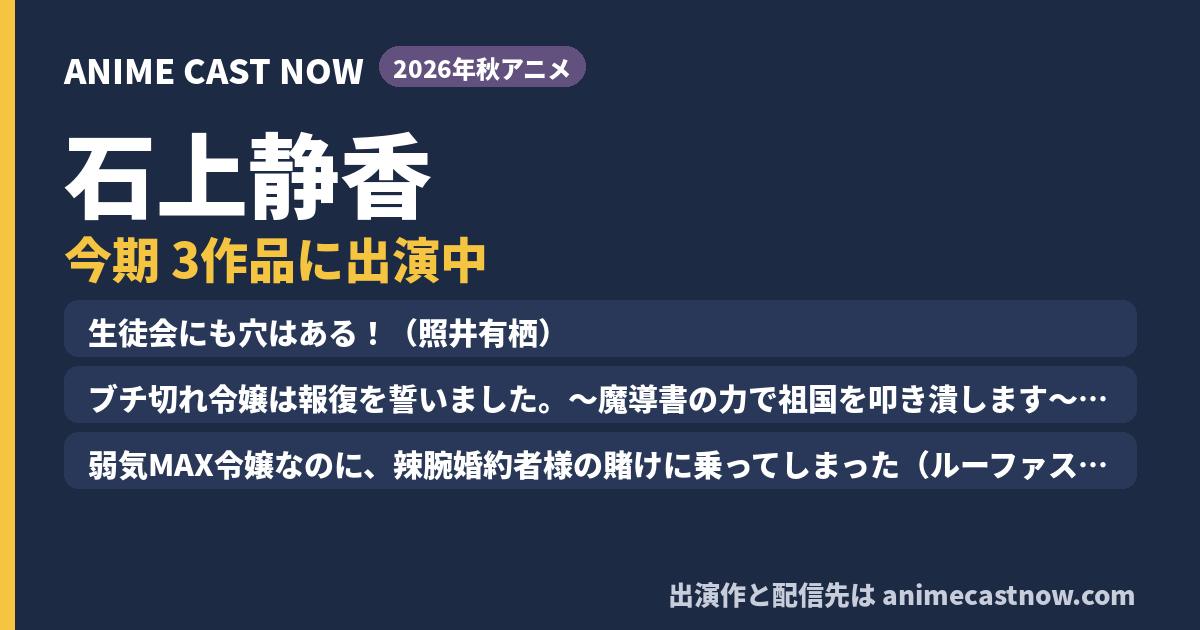 ANIME CAST NOW 2026年秋アニメ
石上静香
今期 3作品に出演中
生徒会にも穴はある！（照井有栖）
ブチ切れ令嬢は報復を誓いました。～魔導書の力で祖国を叩き潰します～…
弱気MAX令嬢なのに、辣腕婚約者様の賭けに乗ってしまった（ルーファス…
出演作と配信先は animecastnow.com